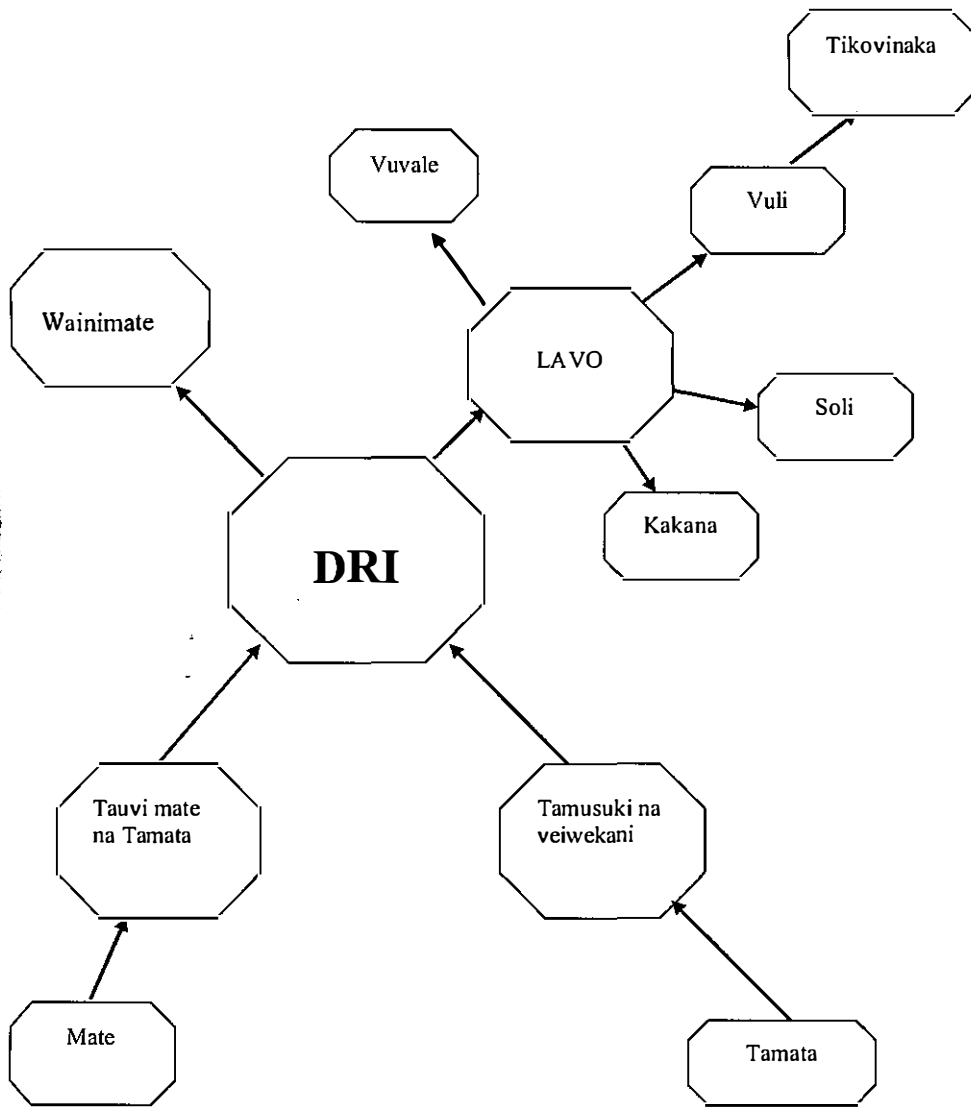 Tikovinaka
Vuvale
Vuli
Wainimate
LAVO
Soli
Kakana
DRI
Tauvi mate
na Tamata
Tamusuki na
veiwekani
Mate
Tamata